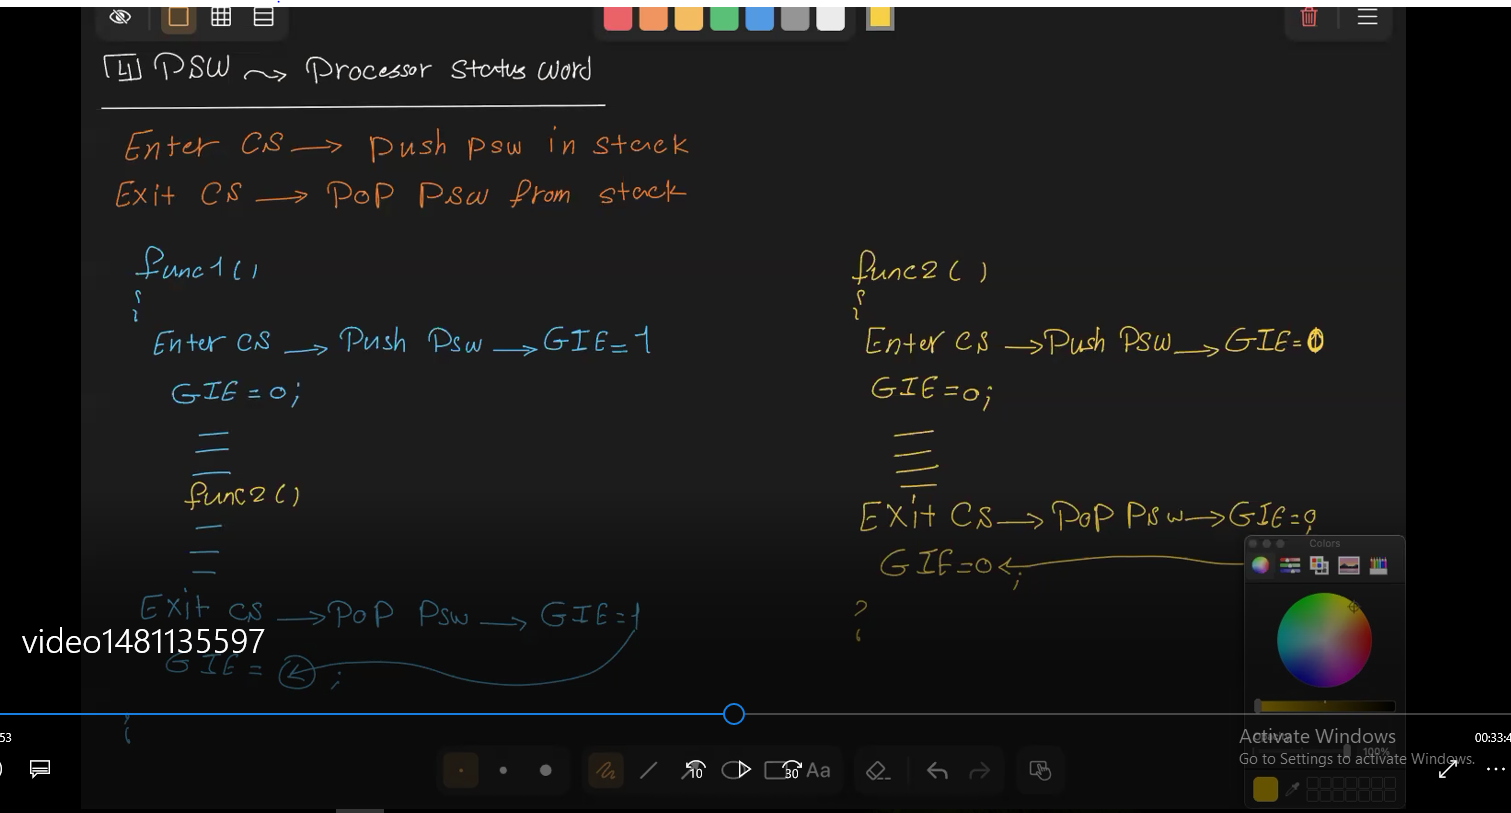 4 PSW Processor Status Word
Enter CS → Push PSW in stack
Exit CS → POP PSW from stack
func1()
{
Enter CS → Push PSW → GIE=1
GIE=0;
func2()
Exit CS → POP PSW → GIE=1
GIE= ;
func2()
{
Enter CS → Push PSW → GIE=0
GIE=0;
Exit CS → POP PSW → GIE=0
GIE=0;
}
video1481135597
Colors
Activate Windows
100%
Go to Settings to activate Windows.
53
00:33:4
10
30
Aa